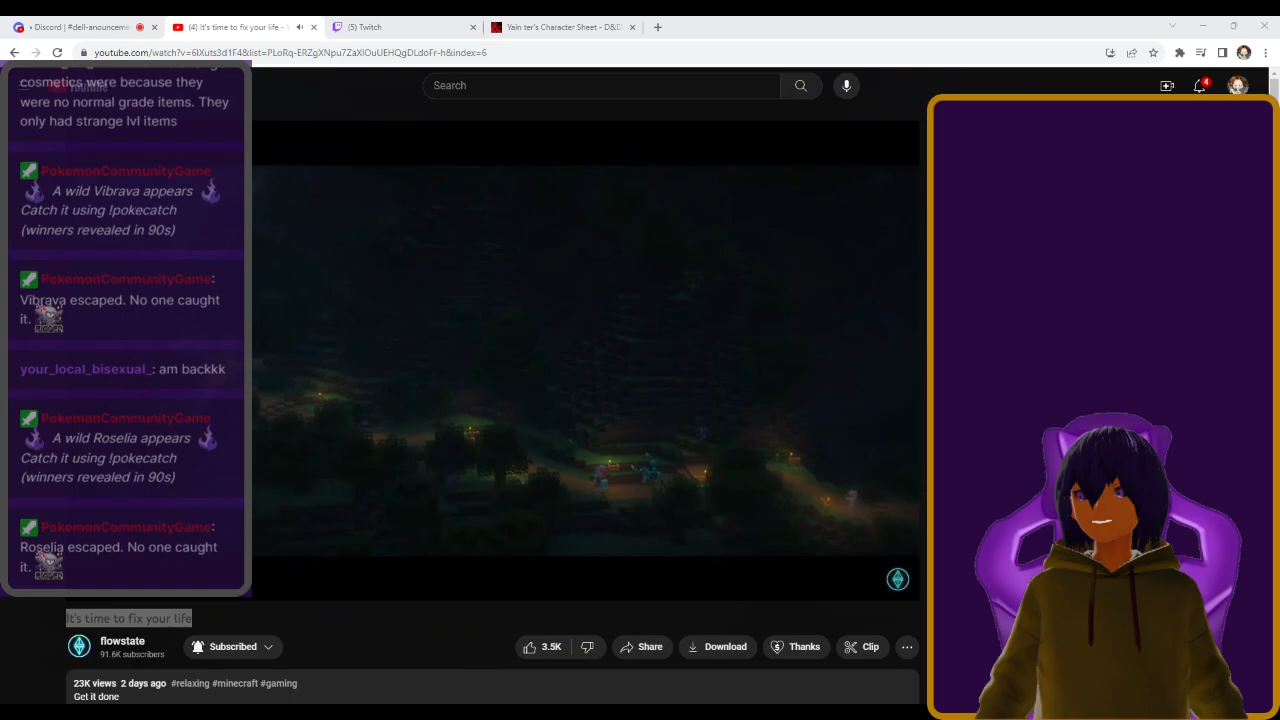 Discord | #dell-anounceme
(4) It's time to fix your life -
(5) Twitch
Yain ter's Character Sheet - D&D
youtube.com/watch?v=6lXuts3d1F4&list=PLoRq-ERZgXNpu7ZaXlOuUEHQgDLdoFr-h&index=6
Search
4
cosmetics were because they
were no normal grade items. They
only had strange lvl items
PokemonCommunityGame
A wild Vibrava appears
Catch it using !pokecatch
(winners revealed in 90s)
PokemonCommunityGame:
Vibrava escaped. No one caught
it.
your_local_bisexual_: am backkk
PokemonCommunityGame
A wild Roselia appears
Catch it using !pokecatch
(winners revealed in 90s)
PokemonCommunityGame:
Roselia escaped. No one caught
it.
It's time to fix your life
flowstate
91.6K subscribers
Subscribed
3.5K
Share
Download
Thanks
Clip
23K views 2 days ago #relaxing #minecraft #gaming
Get it done